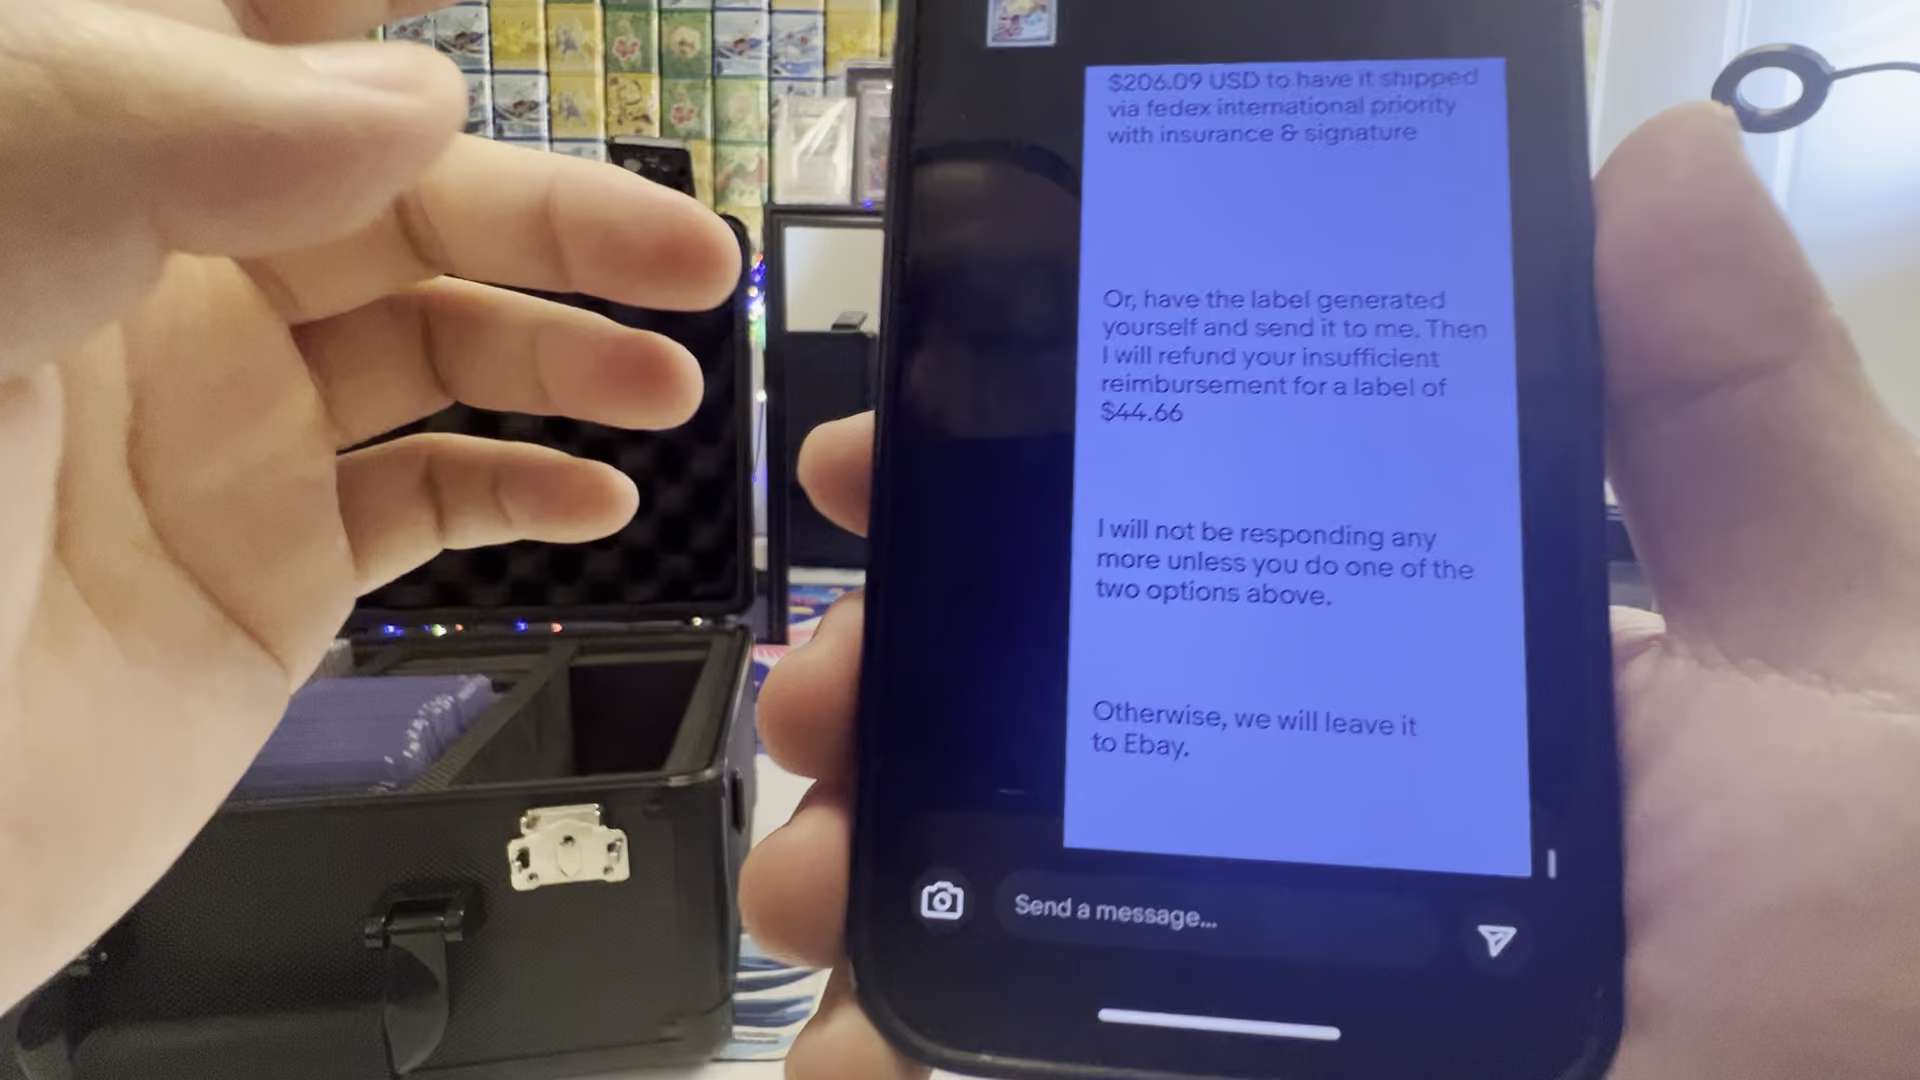 $206.09 USD to have it shipped
via fedex international priority
with insurance & signature
Or, have the label generated
yourself and send it to me. Then
I will refund your insufficient
reimbursement for a label of
$44.66
I will not be responding any
more unless you do one of the
two options above.
Otherwise, we will leave it
to Ebay.
Send a message...